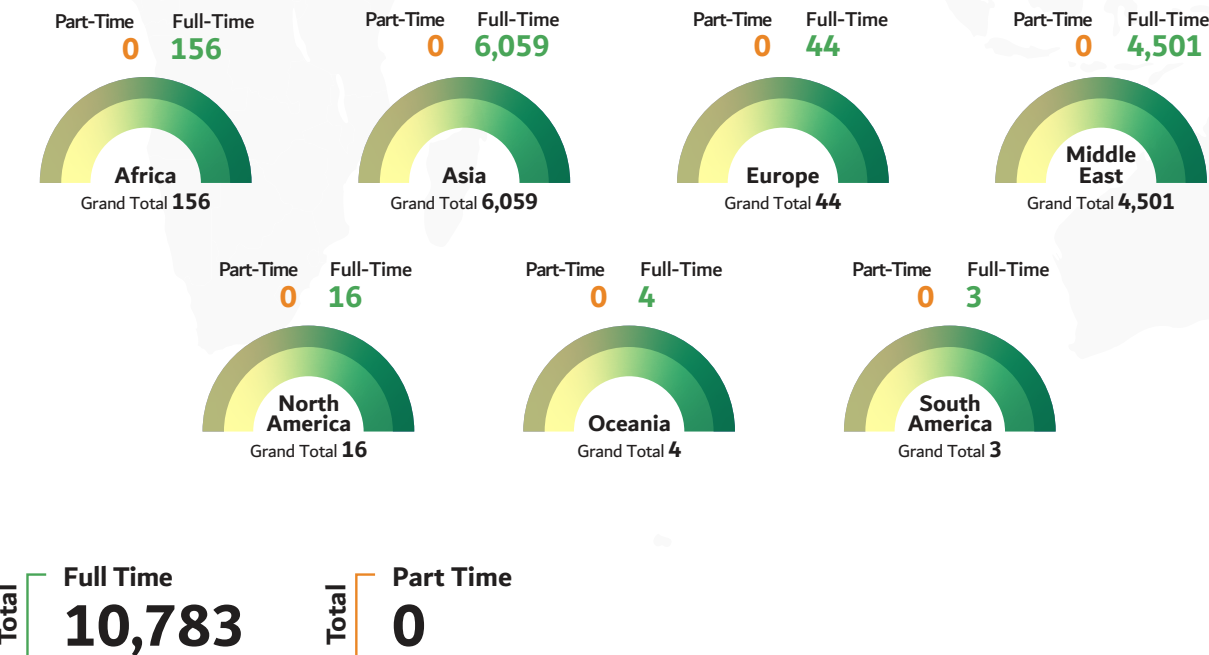 Part-Time Full-Time
0 156
Africa
Grand Total 156
Part-Time Full-Time
0 6,059
Asia
Grand Total 6,059
Part-Time Full-Time
0 44
Europe
Grand Total 44
Part-Time Full-Time
0 4,501
Middle
East
Grand Total 4,501
Part-Time Full-Time
0 16
North
America
Grand Total 16
Part-Time Full-Time
0 4
Oceania
Grand Total 4
Part-Time Full-Time
0 3
South
America
Grand Total 3
Total
Full Time
10,783
Total
Part Time
0